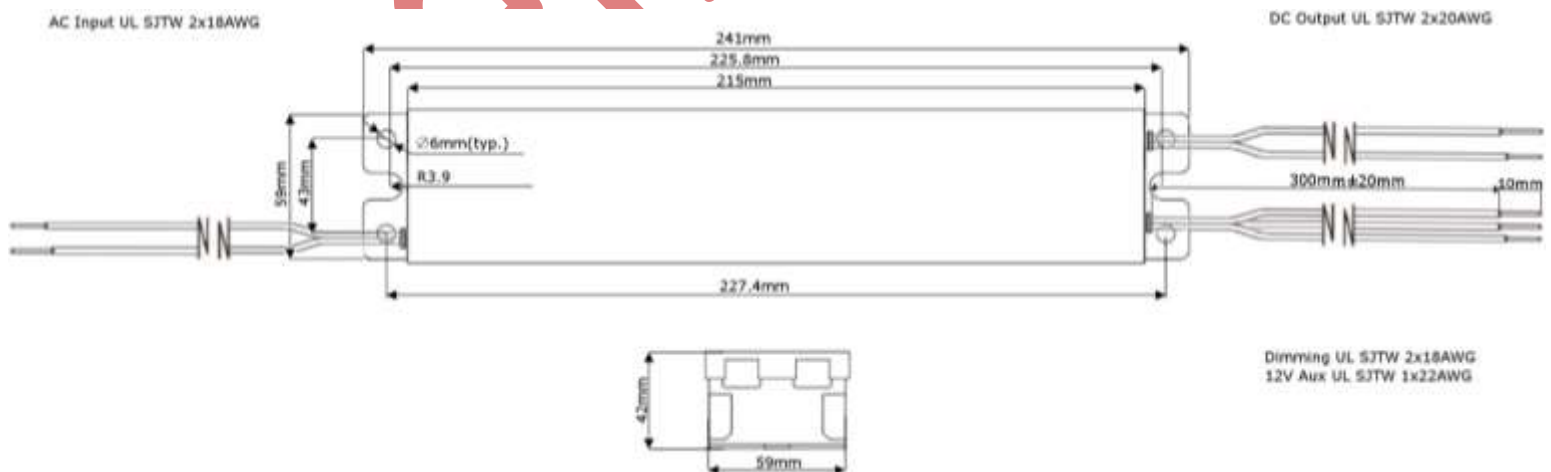 AC Input UL SJTW 2x18AWG
DC Output UL SJTW 2x20AWG
241mm
225.8mm
215mm
∅6mm(typ.)
R3.9
59mm
43mm
300mm±20mm
10mm
227.4mm
42mm
59mm
Dimming UL SJTW 2x18AWG
12V Aux UL SJTW 1x22AWG